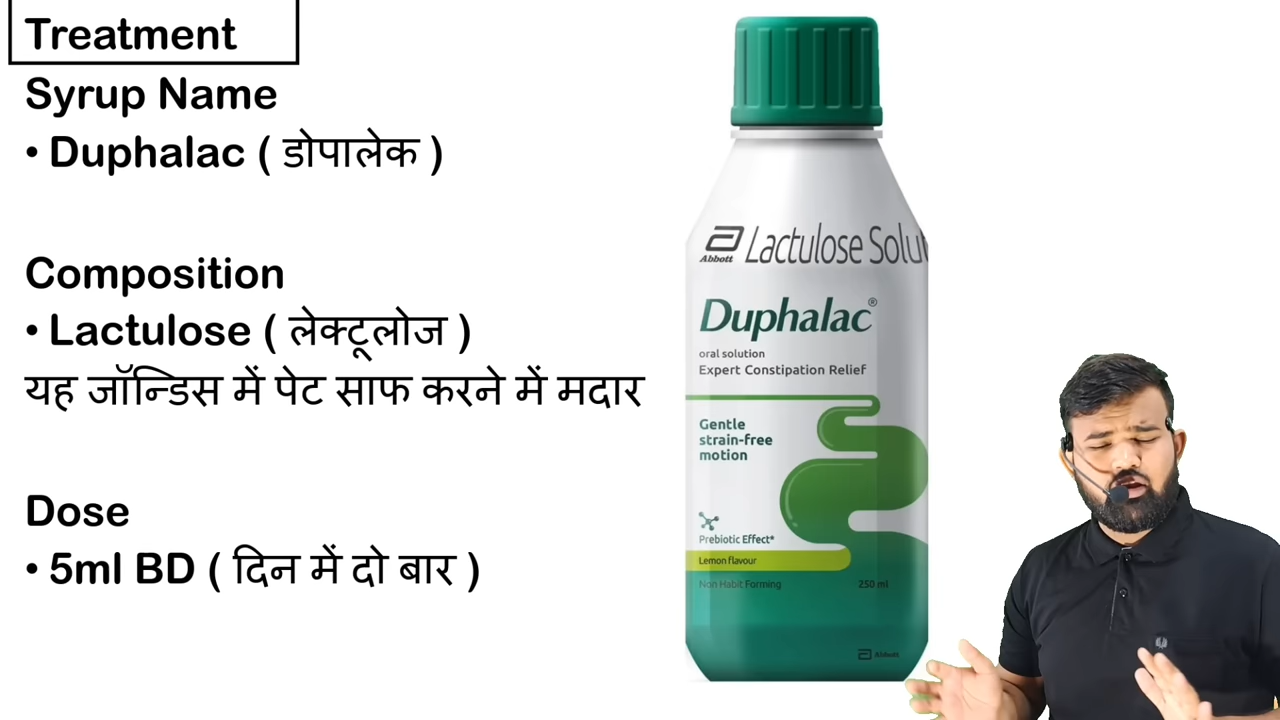 Treatment
Syrup Name
• Duphalac ( डोपालेक )
Composition
• Lactulose ( लेक्टूलोज )
यह जॉन्डिस में पेट साफ करने में मदार
Dose
• 5ml BD ( दिन में दो बार )
Abbott
Lactulose Solu
Duphalac®
oral solution
Expert Constipation Relief
Gentle
strain-free
motion
Prebiotic Effect*
Lemon flavour
Non Habit Forming
250 ml
Abbott